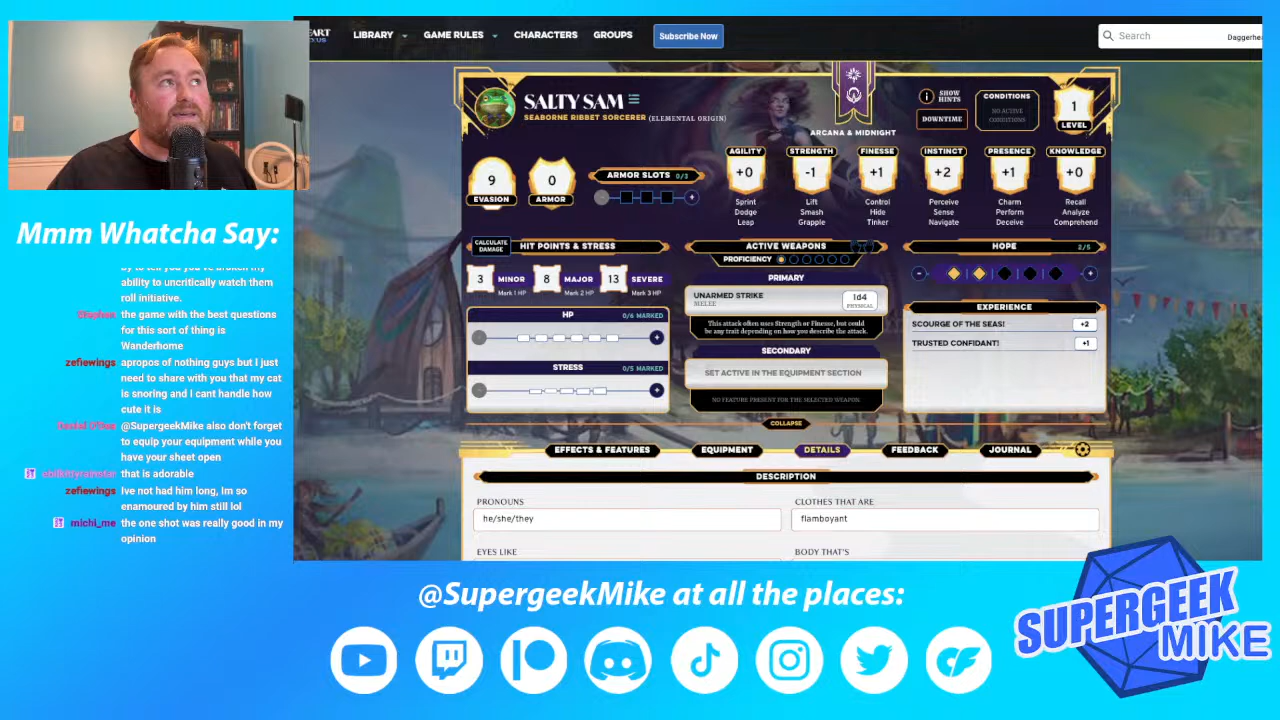 LIBRARY GAME RULES CHARACTERS GROUPS Subscribe Now Search
SALTY SAM
SEABORNE RIBBET SORCERER (ELEMENTAL ORIGIN)
ARCANA & MIDNIGHT
SHOW HINTS
DOWNTIME
CONDITIONS
NO ACTIVE CONDITIONS
1
LEVEL
9
EVASION
0
ARMOR
ARMOR SLOTS 0/3
AGILITY STRENGTH FINESSE INSTINCT PRESENCE KNOWLEDGE
+0 -1 +1 +2 +1 +0
Sprint Lift Control Perceive Charm Recall
Dodge Smash Hide Sense Perform Analyze
Leap Grapple Tinker Navigate Deceive Comprehend
CALCULATE DAMAGE
HIT POINTS & STRESS
3 MINOR 8 MAJOR 13 SEVERE
Mark 1 HP Mark 2 HP Mark 3 HP
HP 0/6 MARKED
STRESS 0/5 MARKED
ACTIVE WEAPONS
PROFICIENCY
PRIMARY
UNARMED STRIKE
MELEE
1d4
PHYSICAL
This attack often uses Strength or Finesse, but could
be any trait depending on how you describe the attack.
SECONDARY
SET ACTIVE IN THE EQUIPMENT SECTION
NO FEATURE PRESENT FOR THE SELECTED WEAPON.
HOPE 2/5
EXPERIENCE
SCOURGE OF THE SEAS! +2
TRUSTED CONFIDANT! +1
COLLAPSE
EFFECTS & FEATURES EQUIPMENT DETAILS FEEDBACK JOURNAL
DESCRIPTION
PRONOUNS
he/she/they
CLOTHES THAT ARE
flamboyant
EYES LIKE
BODY THAT'S
Mmm Whatcha Say:
ability to uncritically watch them
roll initiative.
the game with the best questions
for this sort of thing is
Wanderhome
zefiewings apropos of nothing guys but I just
need to share with you that my cat
is snoring and I cant handle how
cute it is
@SupergeekMike also don't forget
to equip your equipment while you
have your sheet open
that is adorable
zefiewings Ive not had him long, Im so
enamoured by him still lol
michi_me the one shot was really good in my
opinion
@SupergeekMike at all the places:
SUPERGEEK
MIKE